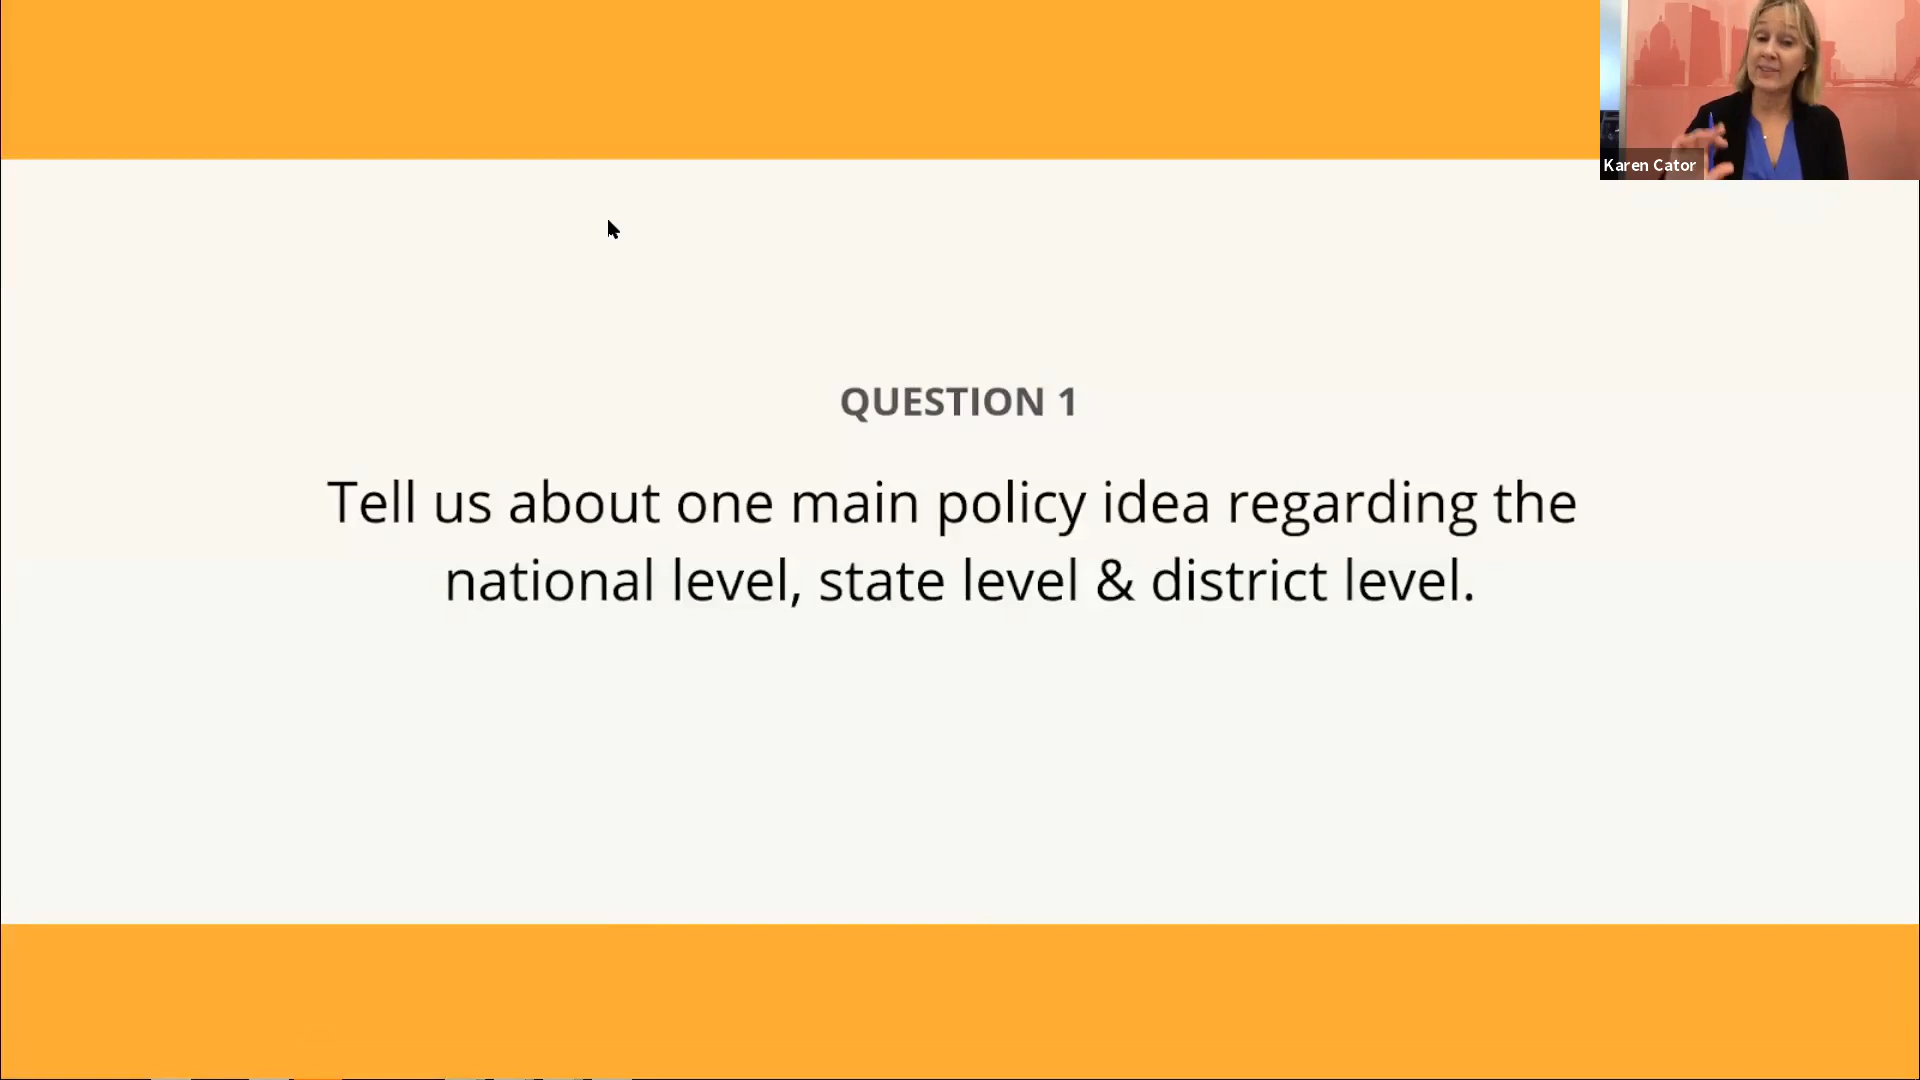 Karen Cator
QUESTION 1
Tell us about one main policy idea regarding the
national level, state level & district level.